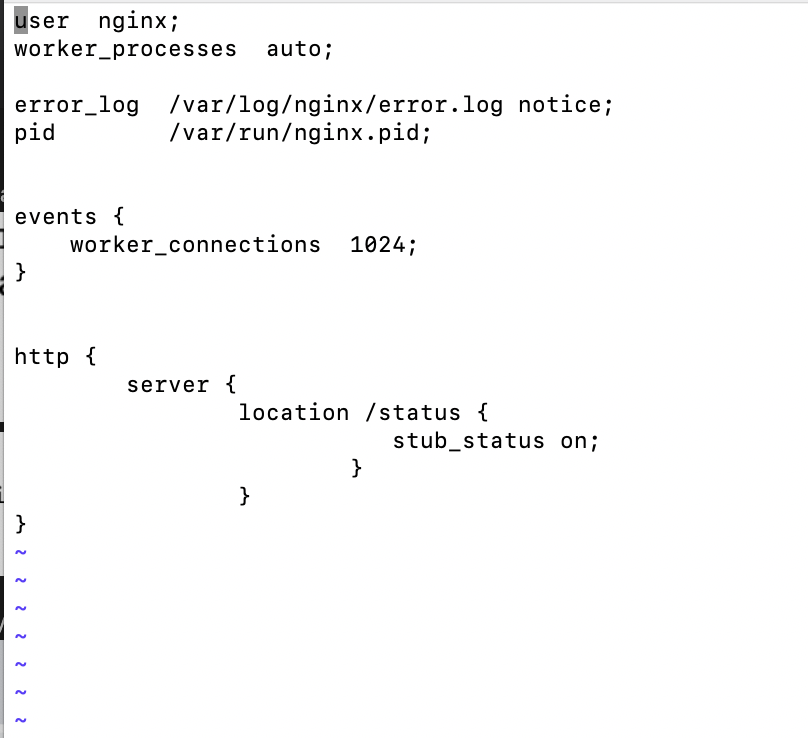 user  nginx;
worker_processes  auto;

error_log  /var/log/nginx/error.log notice;
pid        /var/run/nginx.pid;


events {
    worker_connections  1024;
}


http {
        server {
                location /status {
                           stub_status on;
                        }
                }
}
~
~
~
~
~
~
~